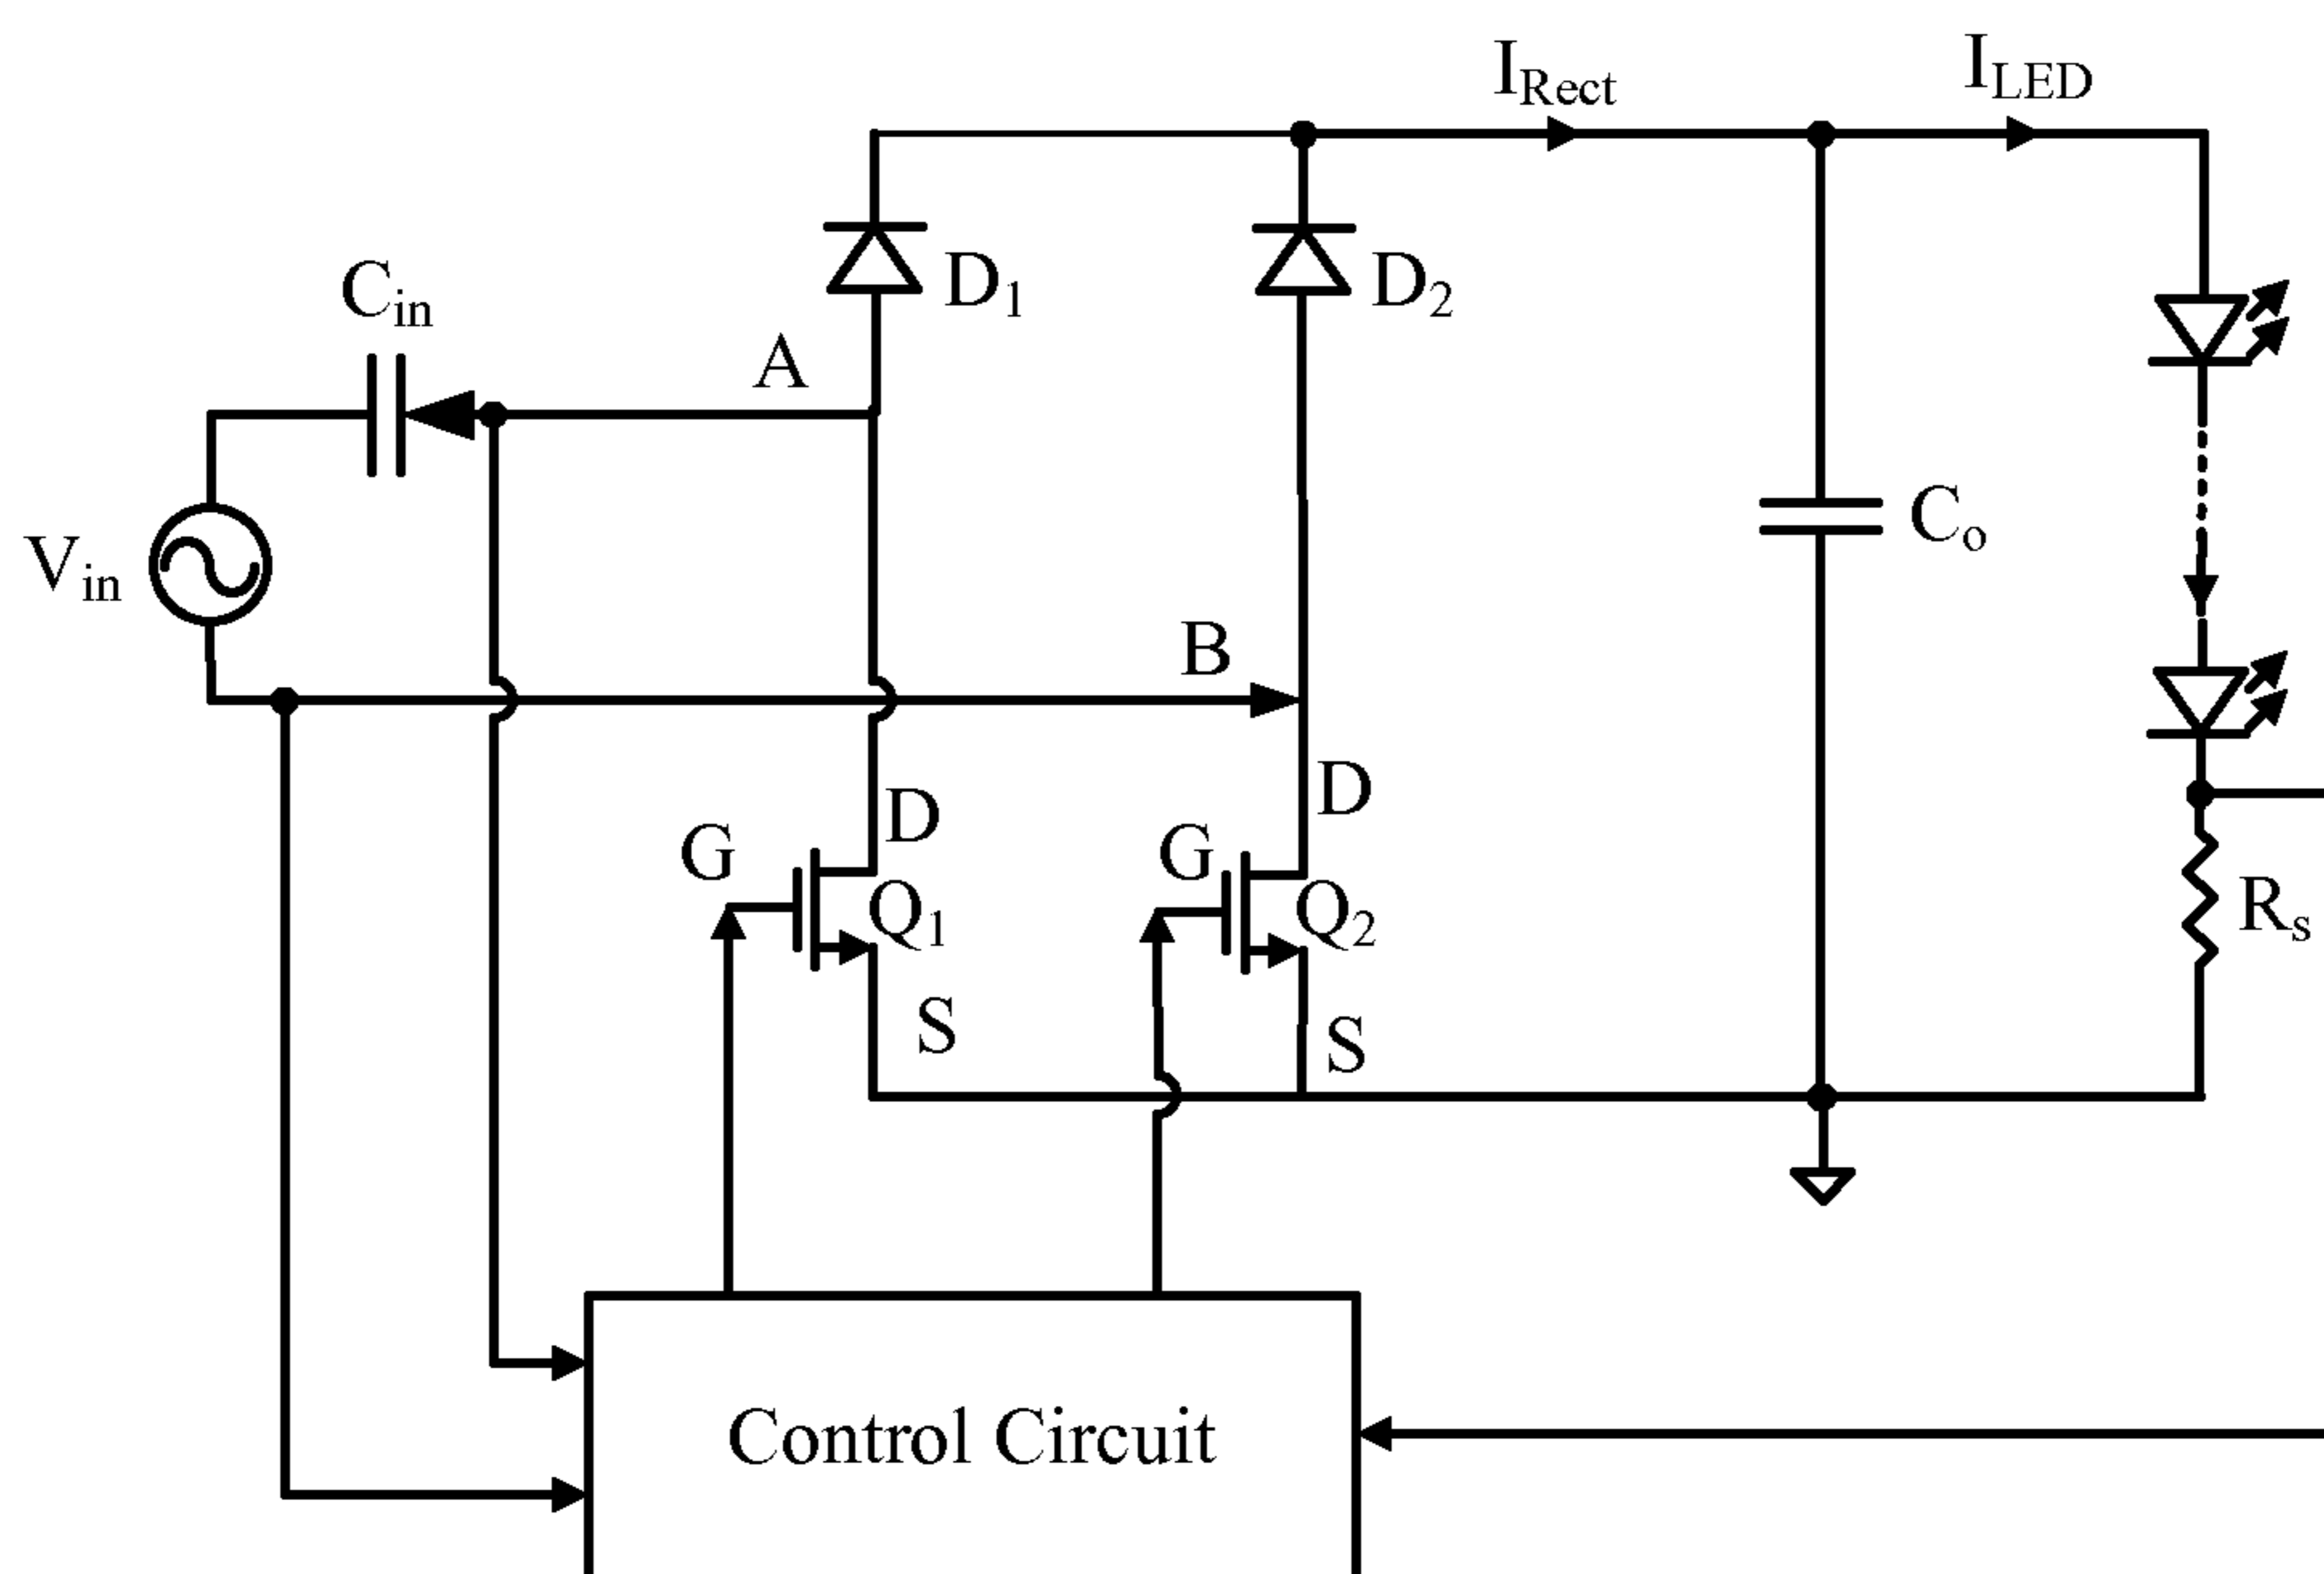 I_Rect
I_LED
C_in
D_1
D_2
A
C_o
V_in
B
D
D
G
G
Q_1
Q_2
R_s
S
S
Control Circuit